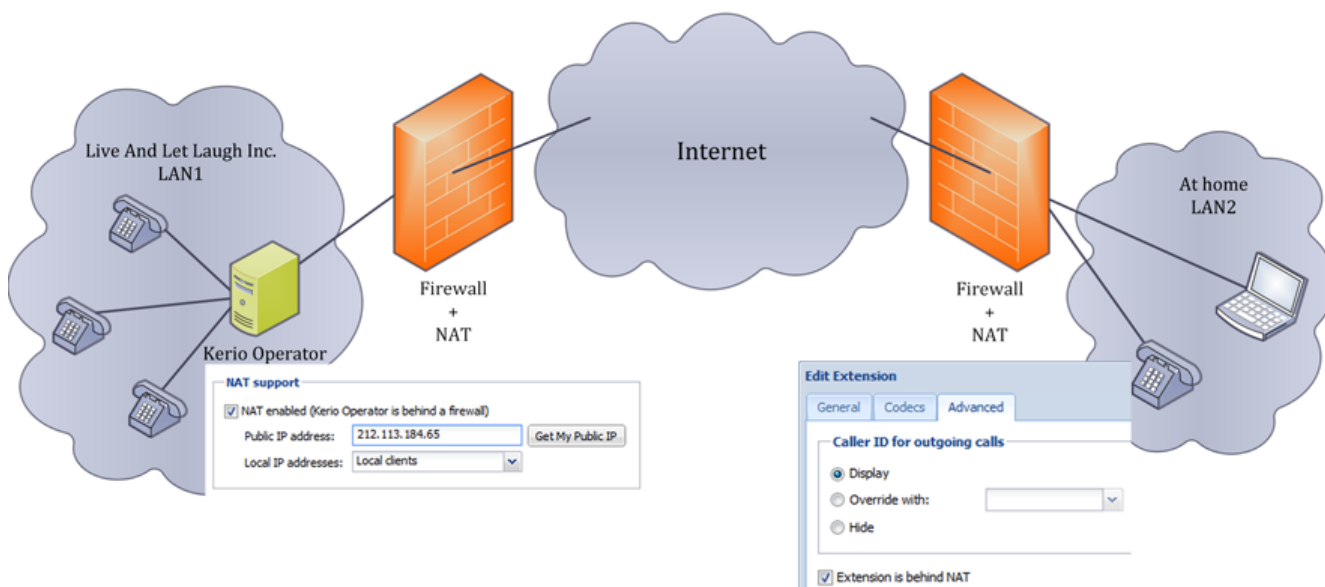 Live And Let Laugh Inc.
LAN1
Internet
At home
LAN2
Firewall
+
NAT
Firewall
+
NAT
Kerio Operator
NAT support
NAT enabled (Kerio Operator is behind a firewall)
Public IP address: 212.113.184.65 Get My Public IP
Local IP addresses: Local clients
Edit Extension
General Codecs Advanced
Caller ID for outgoing calls
Display
Override with:
Hide
Extension is behind NAT